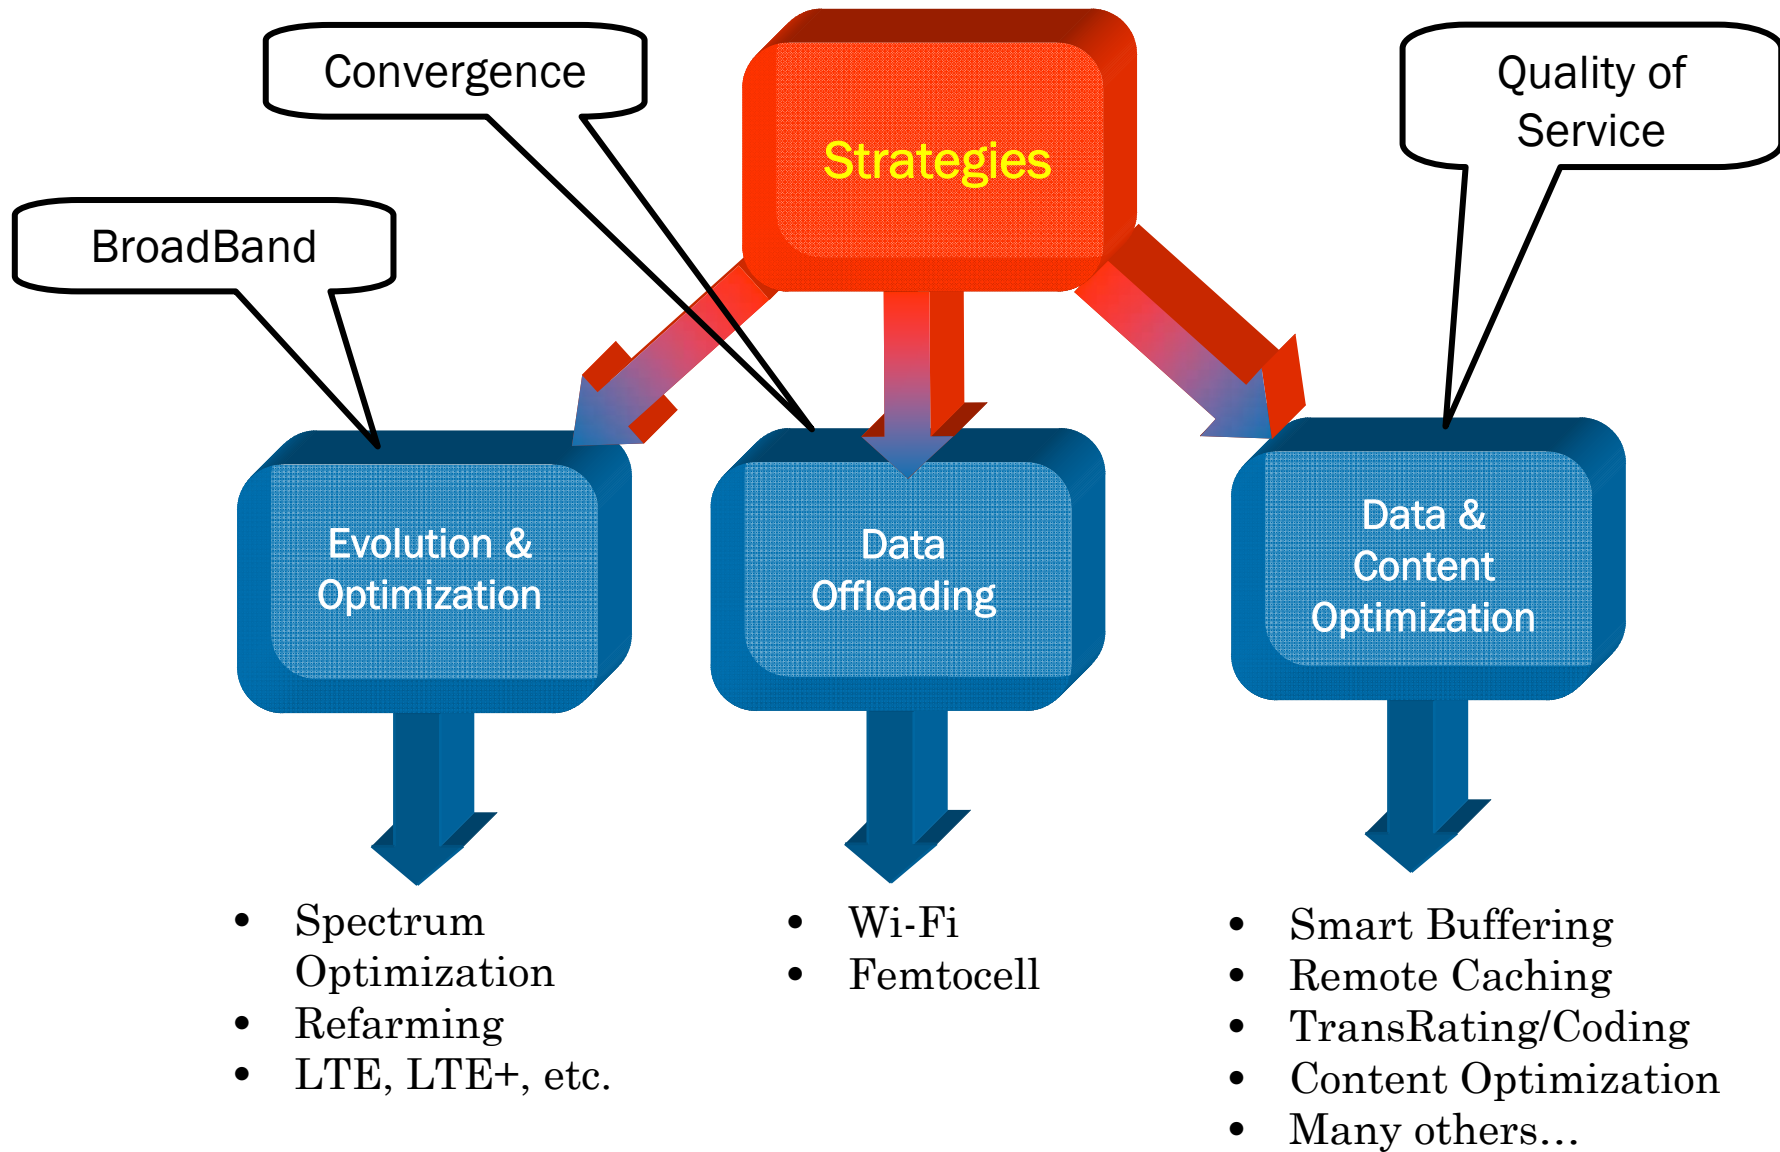 Convergence
Quality of
Service
Strategies
BroadBand
Evolution &
Optimization
Data
Offloading
Data &
Content
Optimization
• Spectrum
Optimization
• Refarming
• LTE, LTE+, etc.
• Wi-Fi
• Femtocell
• Smart Buffering
• Remote Caching
• TransRating/Coding
• Content Optimization
• Many others…